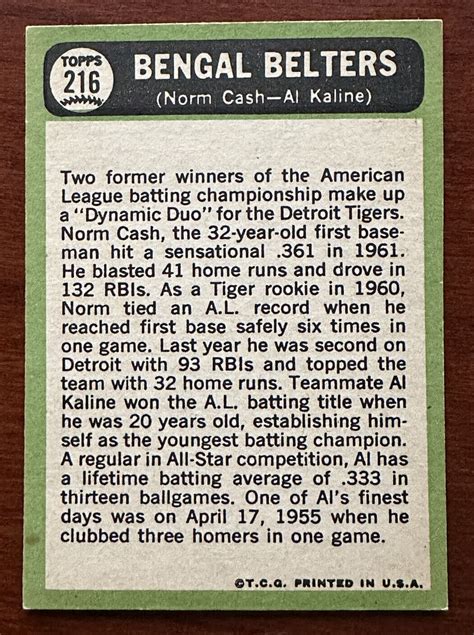 TOPPS
216
BENGAL BELTERS
(Norm Cash—Al Kaline)
Two former winners of the American
League batting championship make up
a "Dynamic Duo" for the Detroit Tigers.
Norm Cash, the 32-year-old first base-
man hit a sensational .361 in 1961.
He blasted 41 home runs and drove in
132 RBIs. As a Tiger rookie in 1960,
Norm tied an A.L. record when he
reached first base safely six times in
one game. Last year he was second on
Detroit with 93 RBIs and topped the
team with 32 home runs. Teammate Al
Kaline won the A.L. batting title when
he was 20 years old, establishing him-
self as the youngest batting champion.
A regular in All-Star competition, Al has
a lifetime batting average of .333 in
thirteen ballgames. One of Al's finest
days was on April 17, 1955 when he
clubbed three homers in one game.
©T.C.G. PRINTED IN U.S.A.